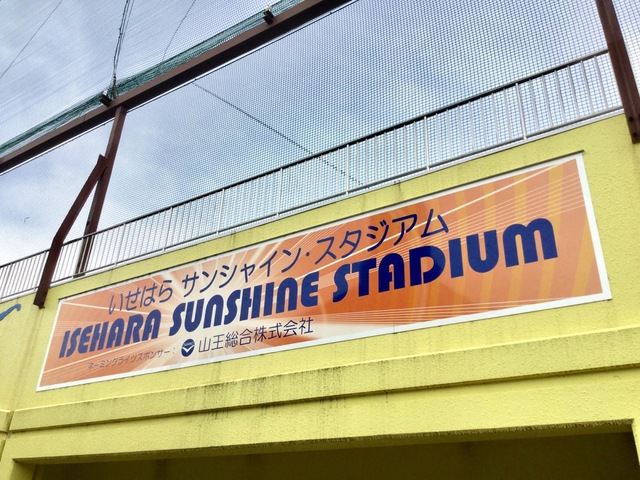 いせはら サンシャイン・スタジアム
ISEHARA SUNSHINE STADIUM
ネーミングライツスポンサー： 山王総合株式会社